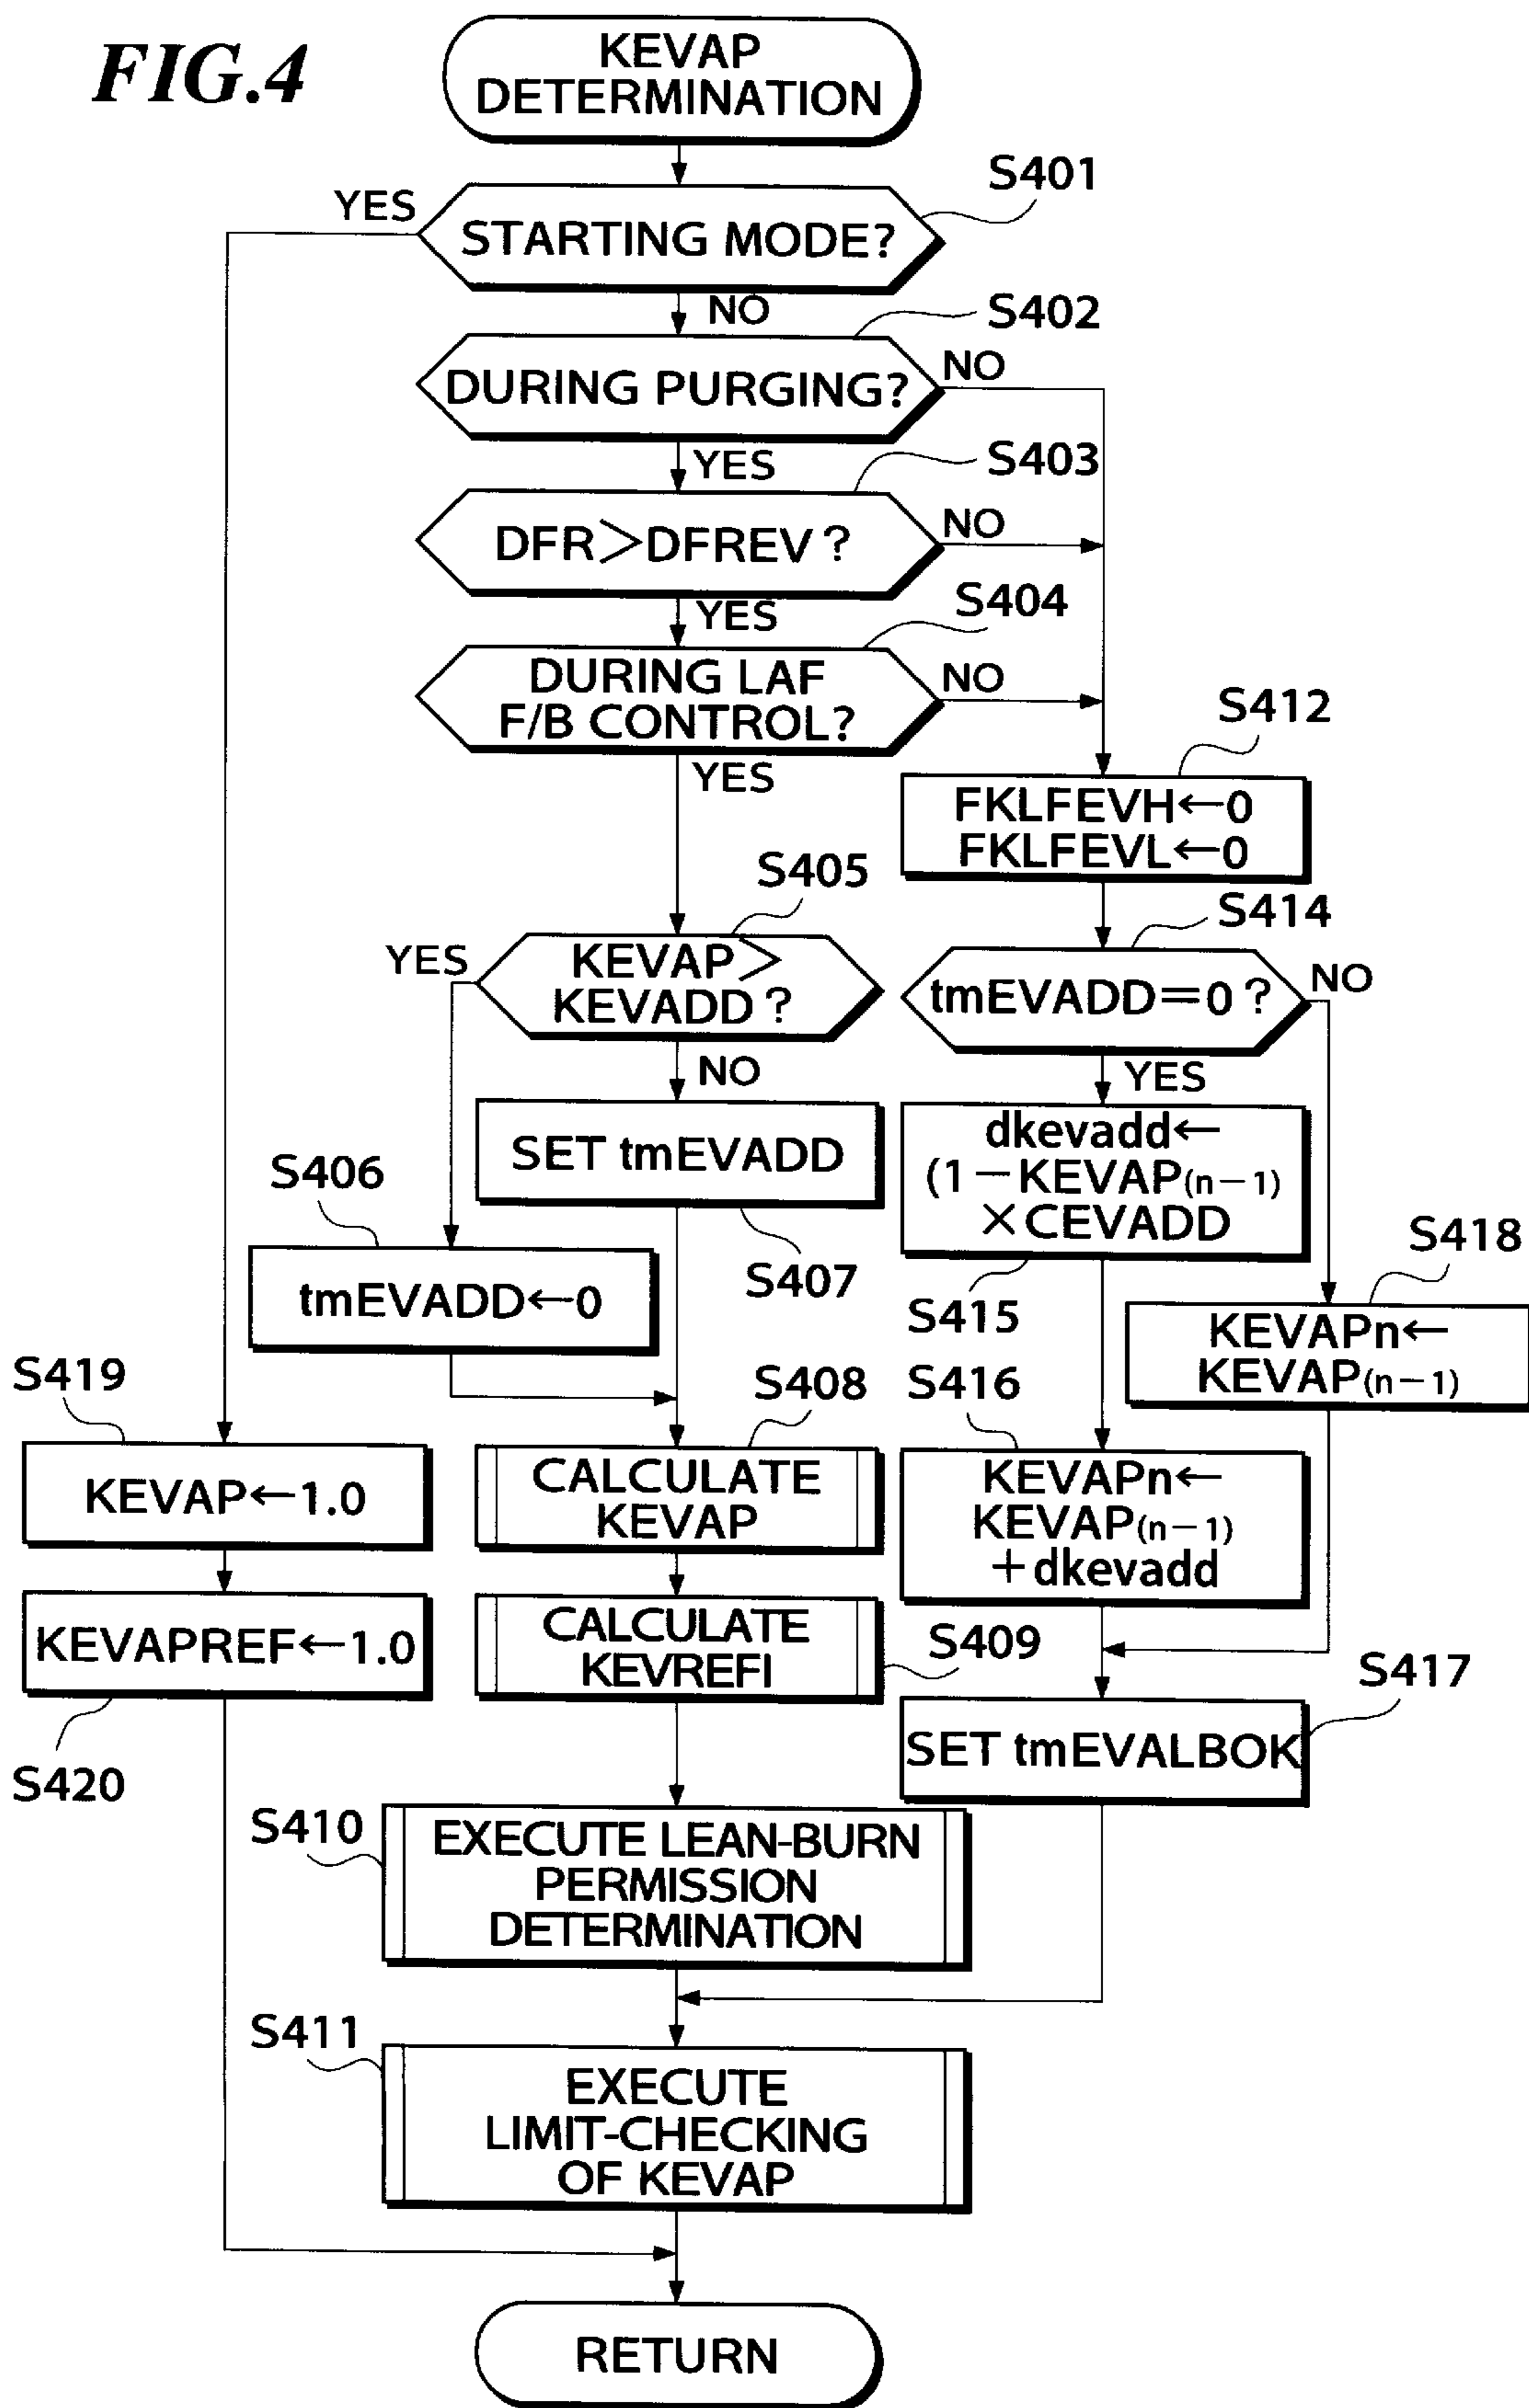 FIG.4
KEVAP
DETERMINATION
S401
YES
STARTING MODE?
NO
S402
DURING PURGING?
NO
YES
S403
DFR>DFREV?
NO
YES
S404
DURING LAF
F/B CONTROL?
NO
YES
S412
FKLFEVH←0
FKLFEVL←0
S405
YES
KEVAP>
KEVADD?
NO
S414
tmEVADD=0?
NO
YES
SET tmEVADD
S407
S406
tmEVADD←0
dkevadd←
(1-KEVAP(n-1)
×CEVADD
S415
S418
KEVAPn←
KEVAP(n-1)
S419
KEVAP←1.0
S408
CALCULATE
KEVAP
S416
KEVAPn←
KEVAP(n-1)
+dkevadd
KEVAPREF←1.0
S420
CALCULATE
KEVREFI
S409
S417
SET tmEVALBOK
S410
EXECUTE LEAN-BURN
PERMISSION
DETERMINATION
S411
EXECUTE
LIMIT-CHECKING
OF KEVAP
RETURN